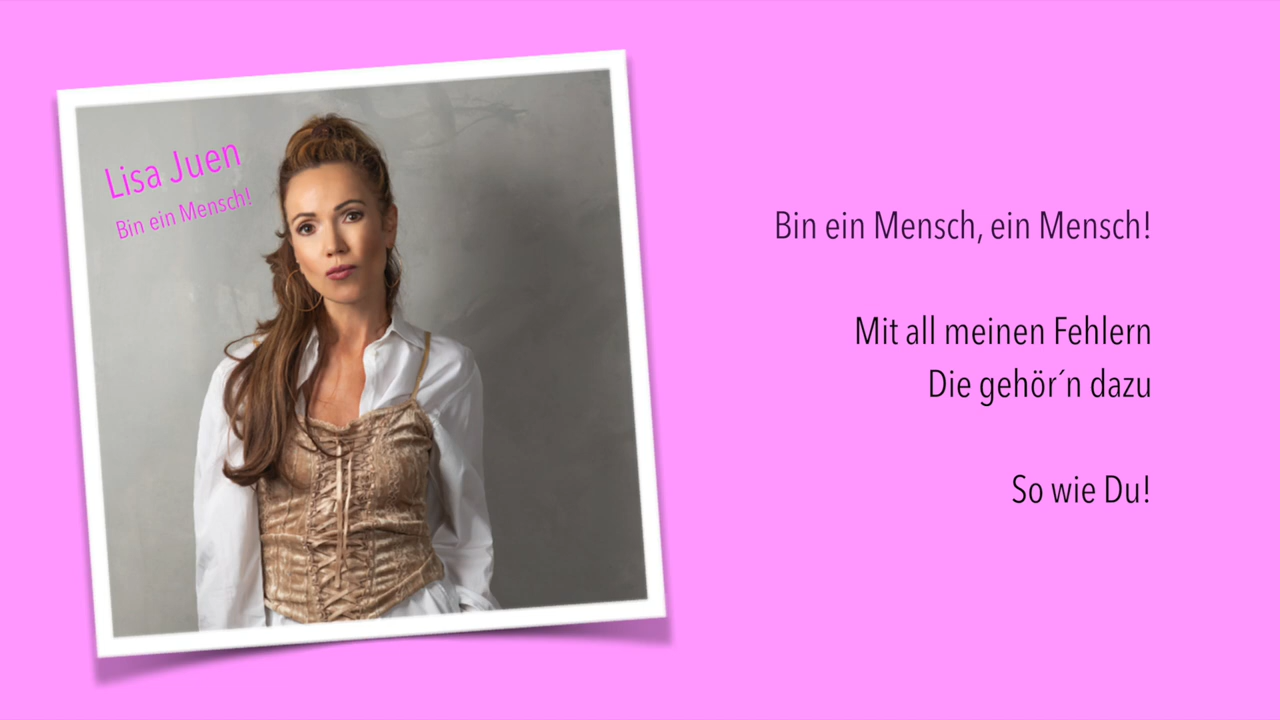 Lisa Juen
Bin ein Mensch!
Bin ein Mensch, ein Mensch!
Mit all meinen Fehlern
Die gehör´n dazu
So wie Du!